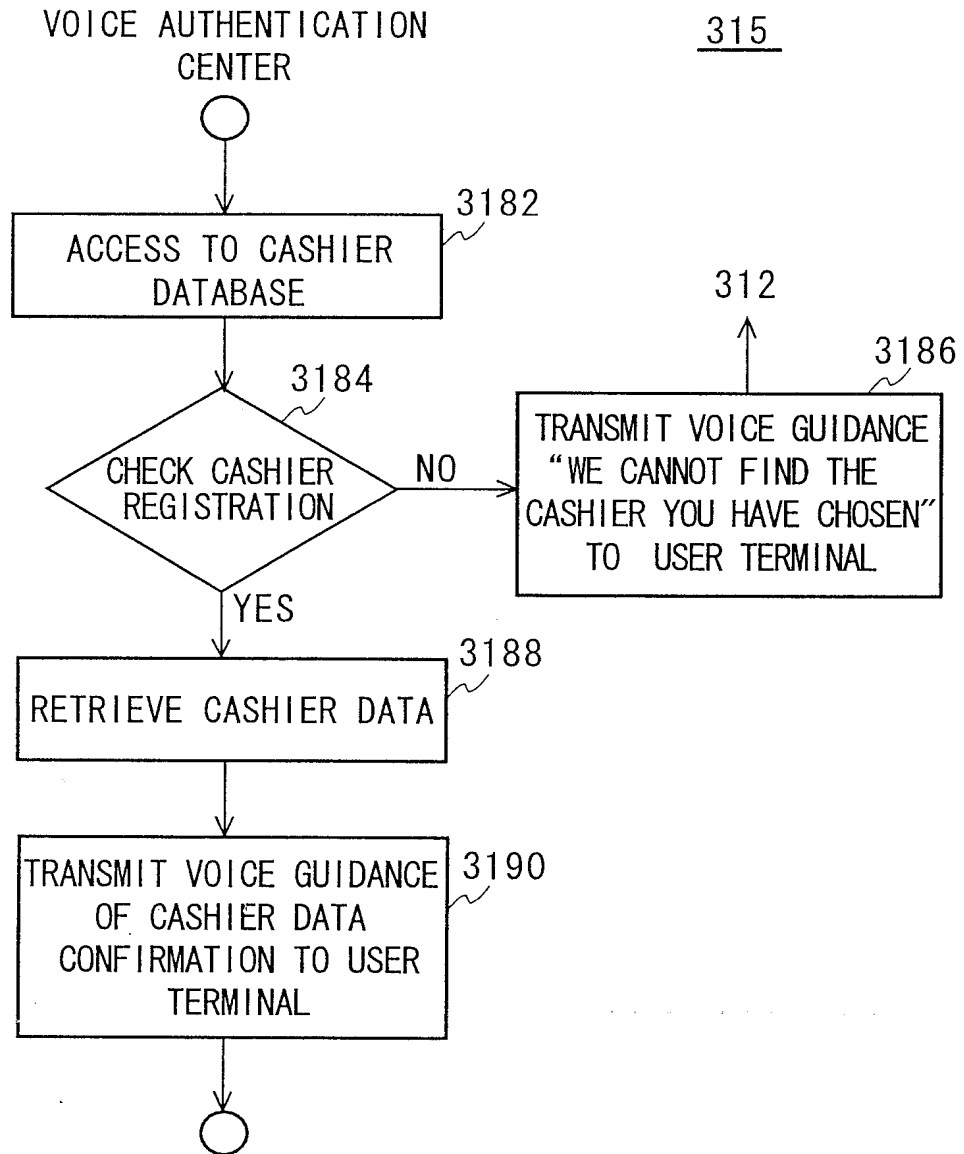 VOICE AUTHENTICATION
CENTER
315
3182
ACCESS TO CASHIER
DATABASE
312
3184
3186
CHECK CASHIER
REGISTRATION
NO
TRANSMIT VOICE GUIDANCE
“WE CANNOT FIND THE
CASHIER YOU HAVE CHOSEN”
TO USER TERMINAL
YES
3188
RETRIEVE CASHIER DATA
3190
TRANSMIT VOICE GUIDANCE
OF CASHIER DATA
CONFIRMATION TO USER
TERMINAL